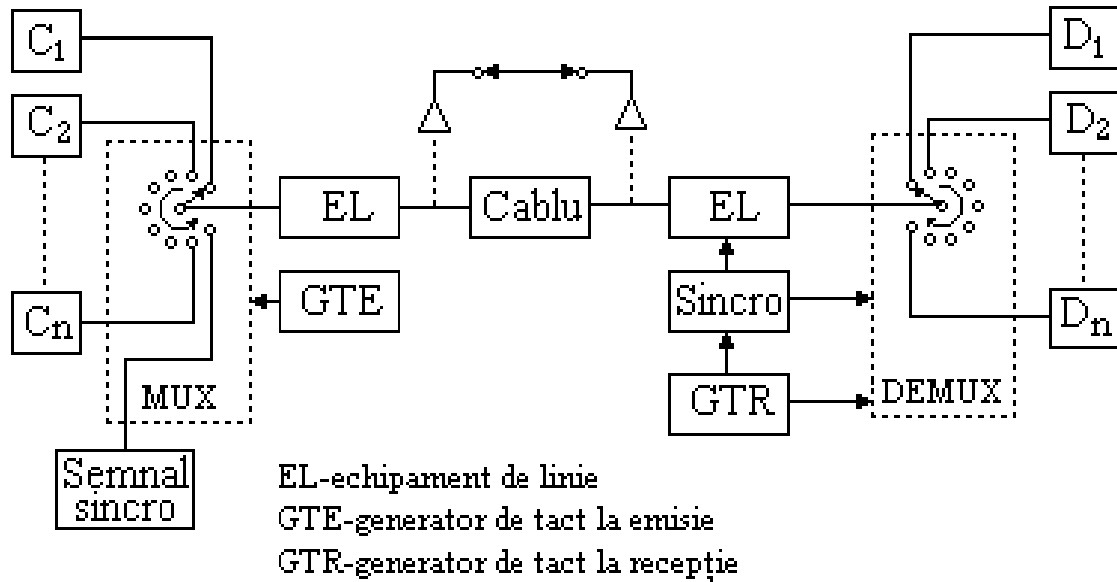 C1
D1
C2
D2
EL
Cablu
EL
GTE
Sincro
Cn
Dn
MUX
GTR
DEMUX
Semnal
sincro
EL-echipament de linie
GTE-generator de tact la emisie
GTR-generator de tact la recepție